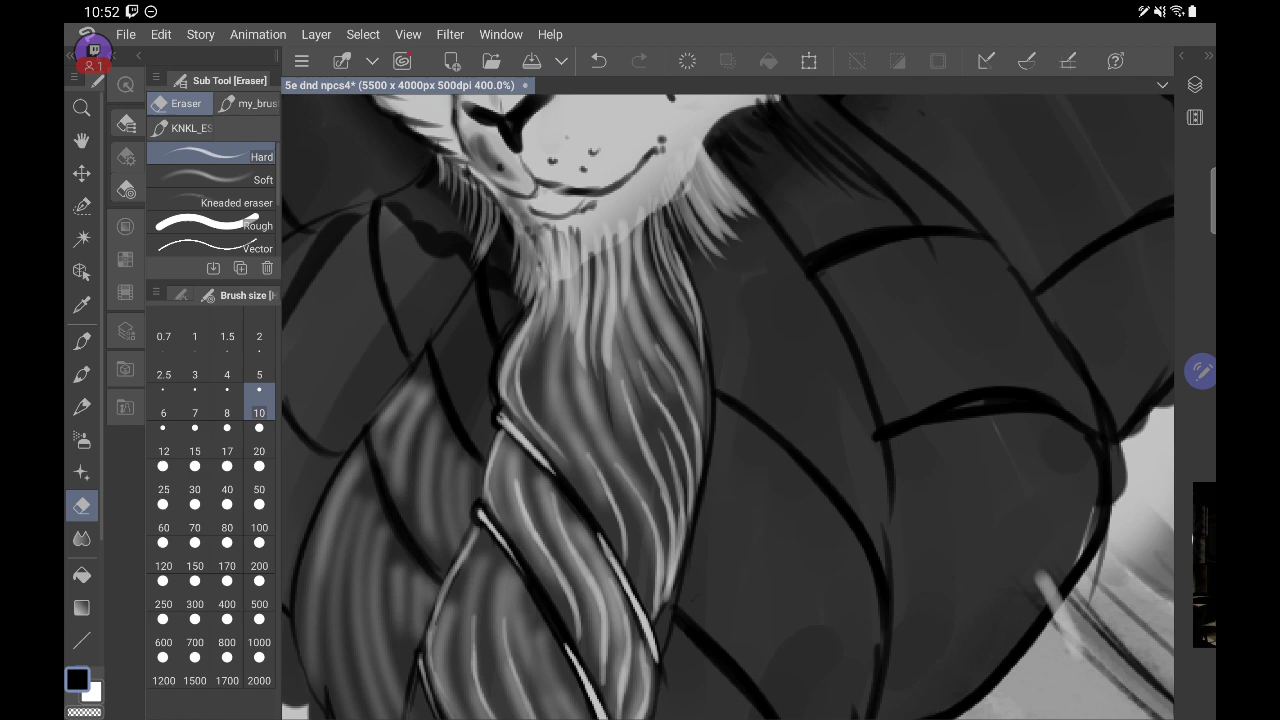 10:52
File Edit Story Animation Layer Select View Filter Window Help
1
Sub Tool [Eraser]
5e dnd npcs4* (5500 x 4000px 500dpi 400.0%)
Eraser my_brus
KNKL_ES
Hard
Soft
Kneaded eraser
Rough
Vector
Brush size [H
0.7 1 1.5 2
2.5 3 4 5
6 7 8 10
12 15 17 20
25 30 40 50
60 70 80 100
120 150 170 200
250 300 400 500
600 700 800 1000
1200 1500 1700 2000